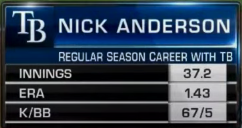 TB NICK ANDERSON
REGULAR SEASON CAREER WITH TB
INNINGS 37.2
ERA 1.43
K/BB 67/5